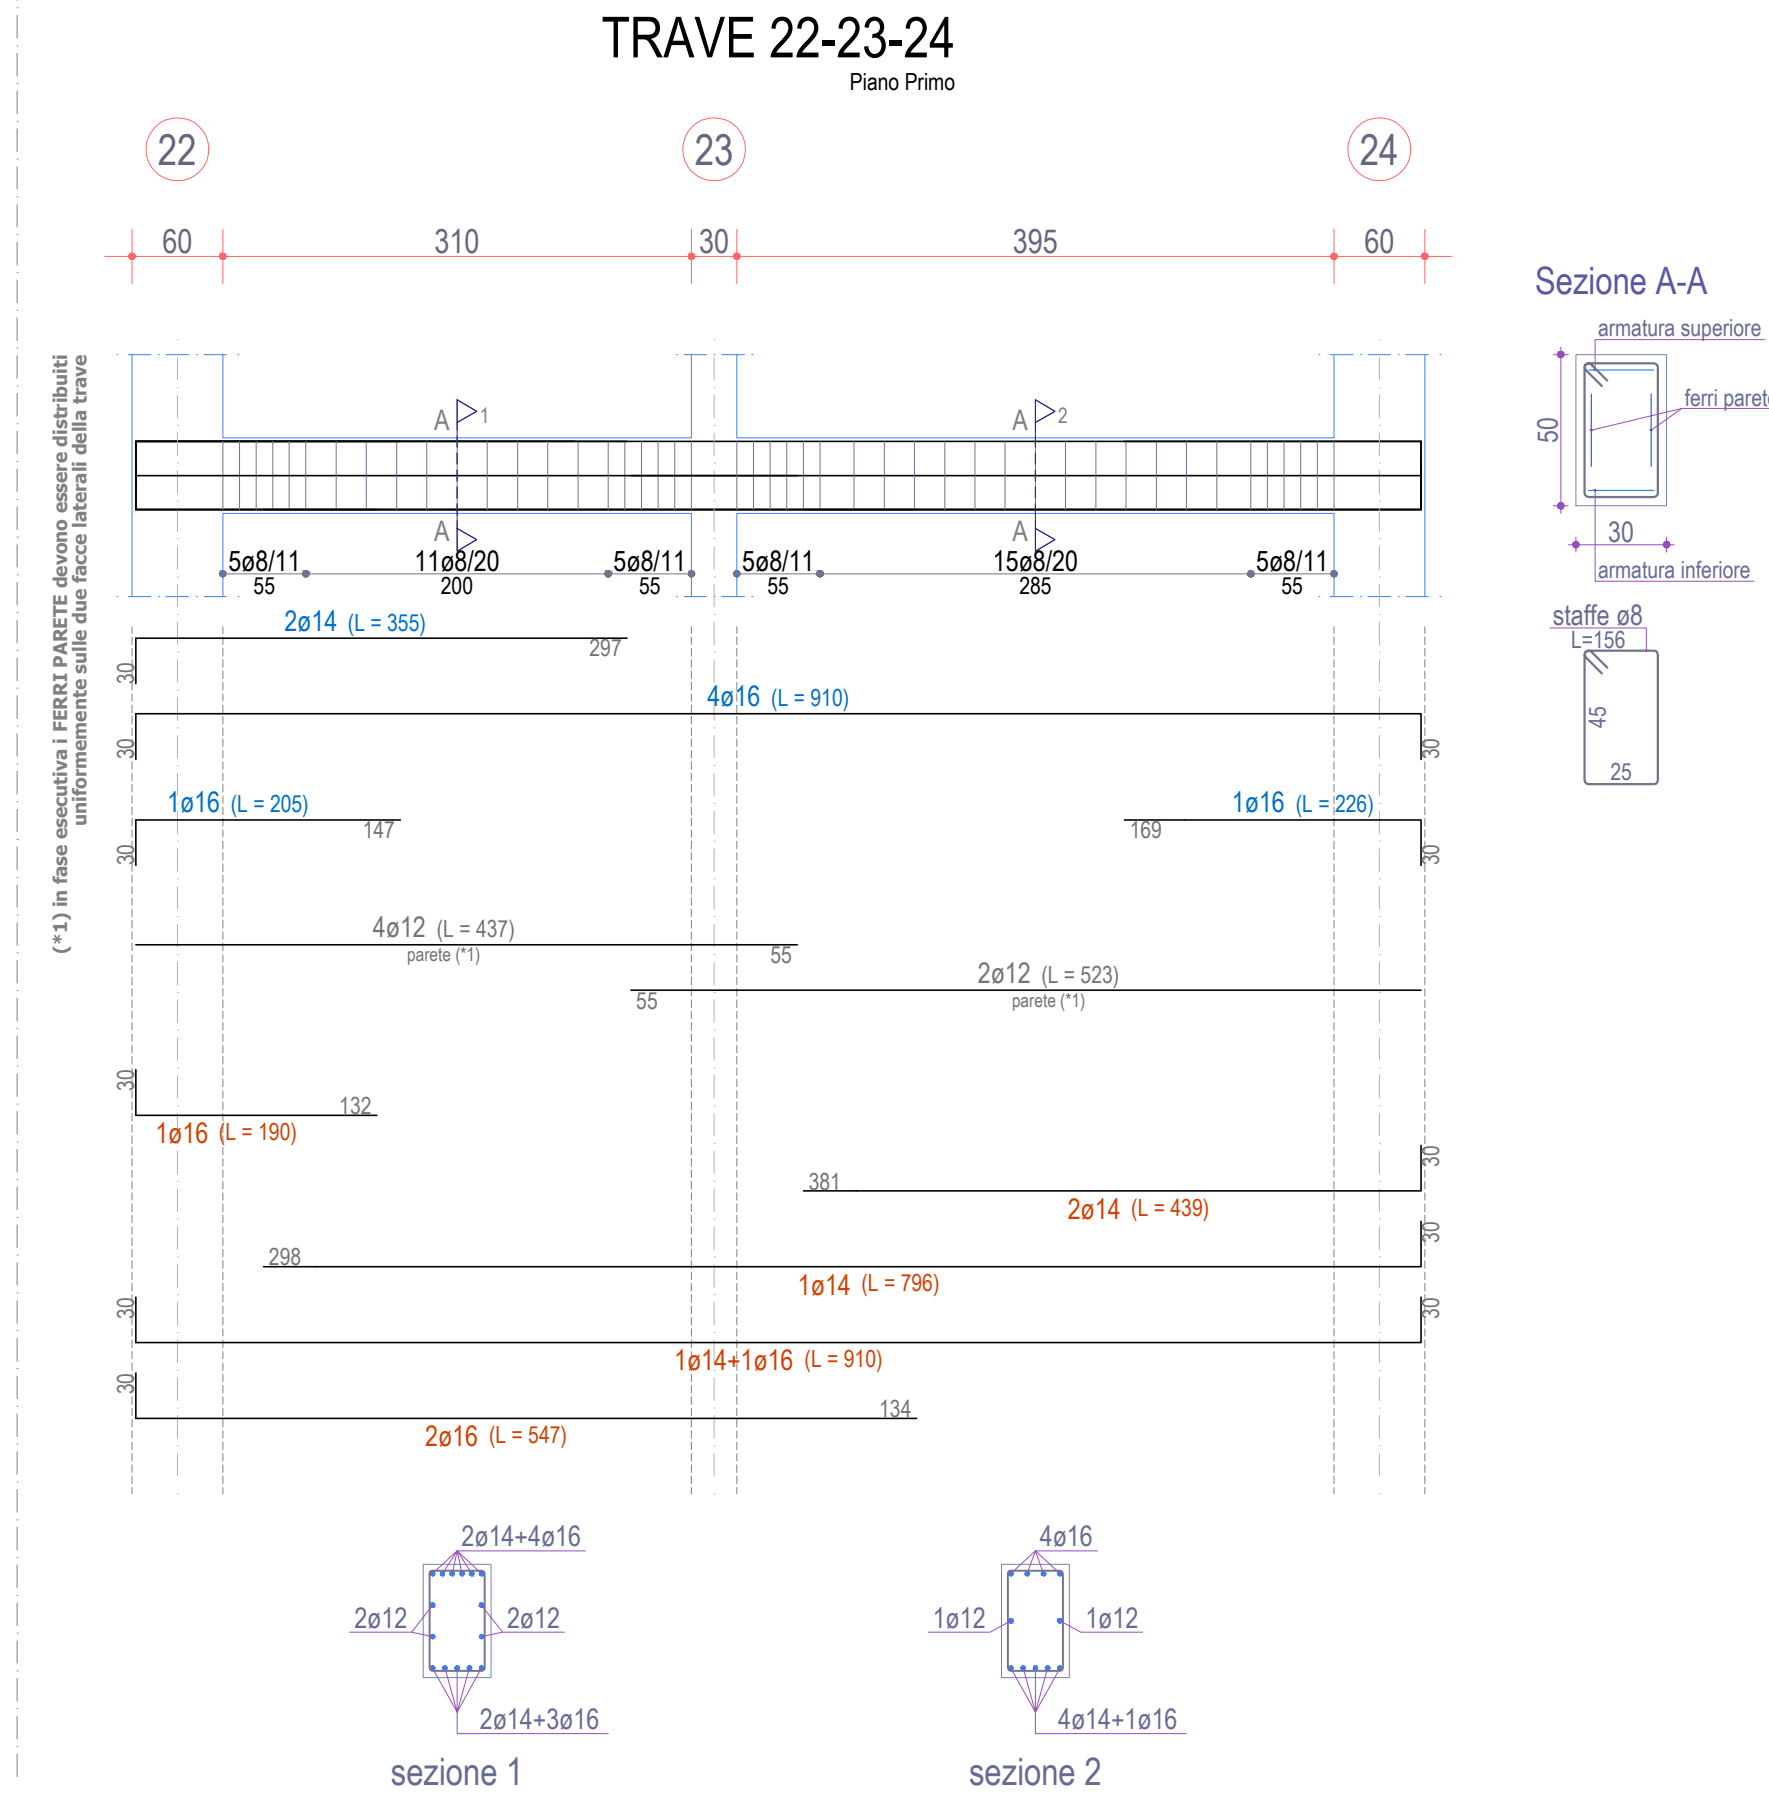 TRAVE 22-23-24
Piano Primo
22
23
24
60
310
30
395
60
(*1) in fase esecutiva i FERRI PARETE devono essere distribuiti
uniformemente sulle due facce laterali della trave
A
1
A
2
A
A
5ø8/11
11ø8/20
5ø8/11
5ø8/11
15ø8/20
5ø8/11
55
200
55
55
285
55
Sezione A-A
armatura superiore
ferri parete
50
30
armatura inferiore
staffe ø8
L=156
45
25
2ø14 (L = 355)
297
30
4ø16 (L = 910)
30
30
1ø16 (L = 205)
147
30
1ø16 (L = 226)
169
30
4ø12 (L = 437)
parete (*1)
55
2ø12 (L = 523)
55
parete (*1)
30
132
1ø16 (L = 190)
30
381
2ø14 (L = 439)
30
298
1ø14 (L = 796)
30
30
1ø14+1ø16 (L = 910)
30
134
2ø16 (L = 547)
2ø14+4ø16
2ø12
2ø12
2ø14+3ø16
sezione 1
4ø16
1ø12
1ø12
4ø14+1ø16
sezione 2